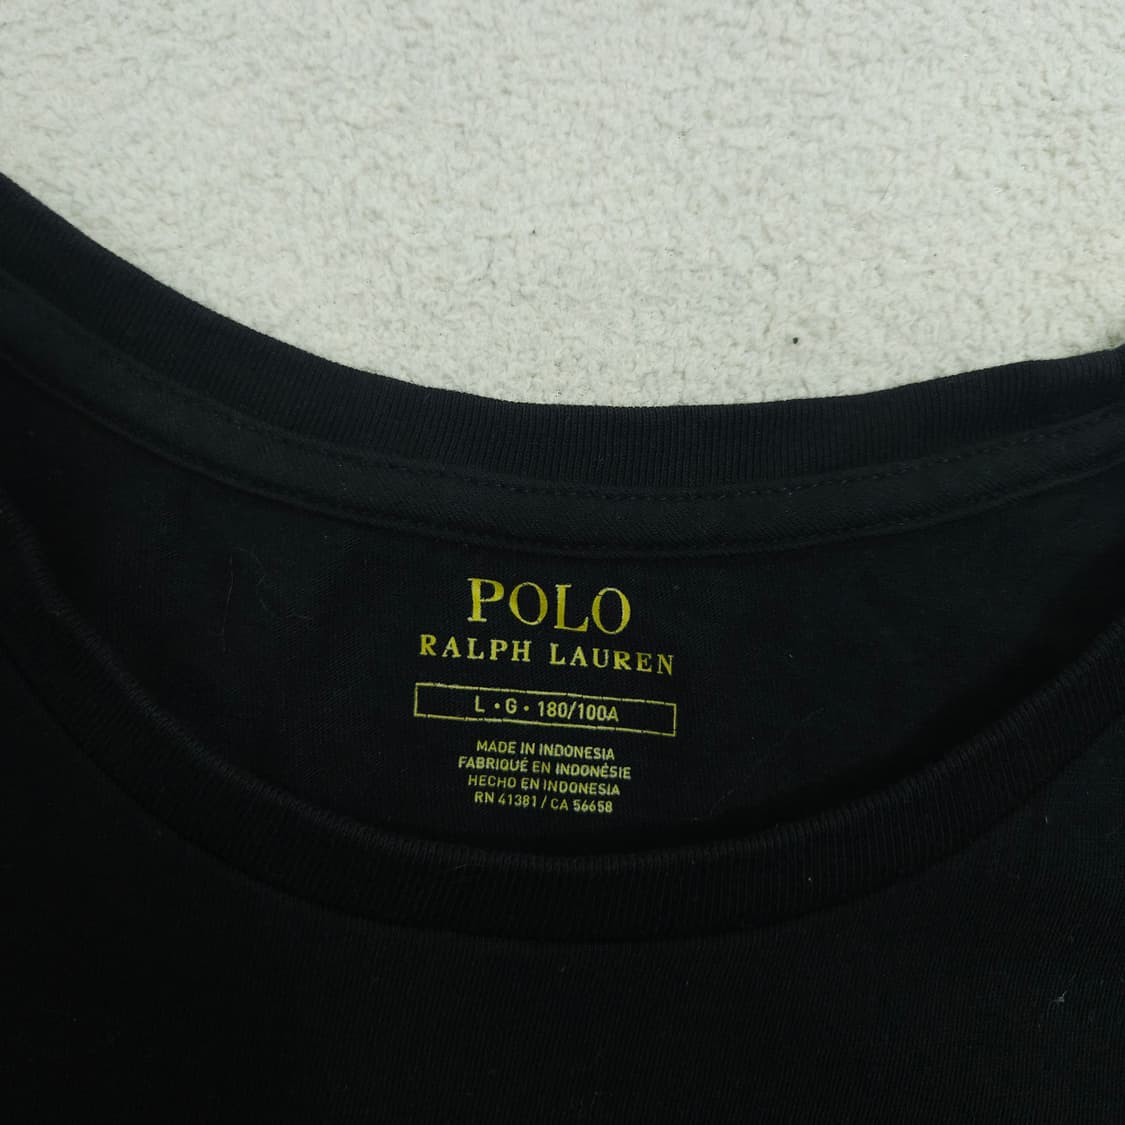 POLO
RALPH LAUREN
L • G • 180/100A
MADE IN INDONESIA
FABRIQUÉ EN INDONÉSIE
HECHO EN INDONESIA
RN 41381 / CA 56658